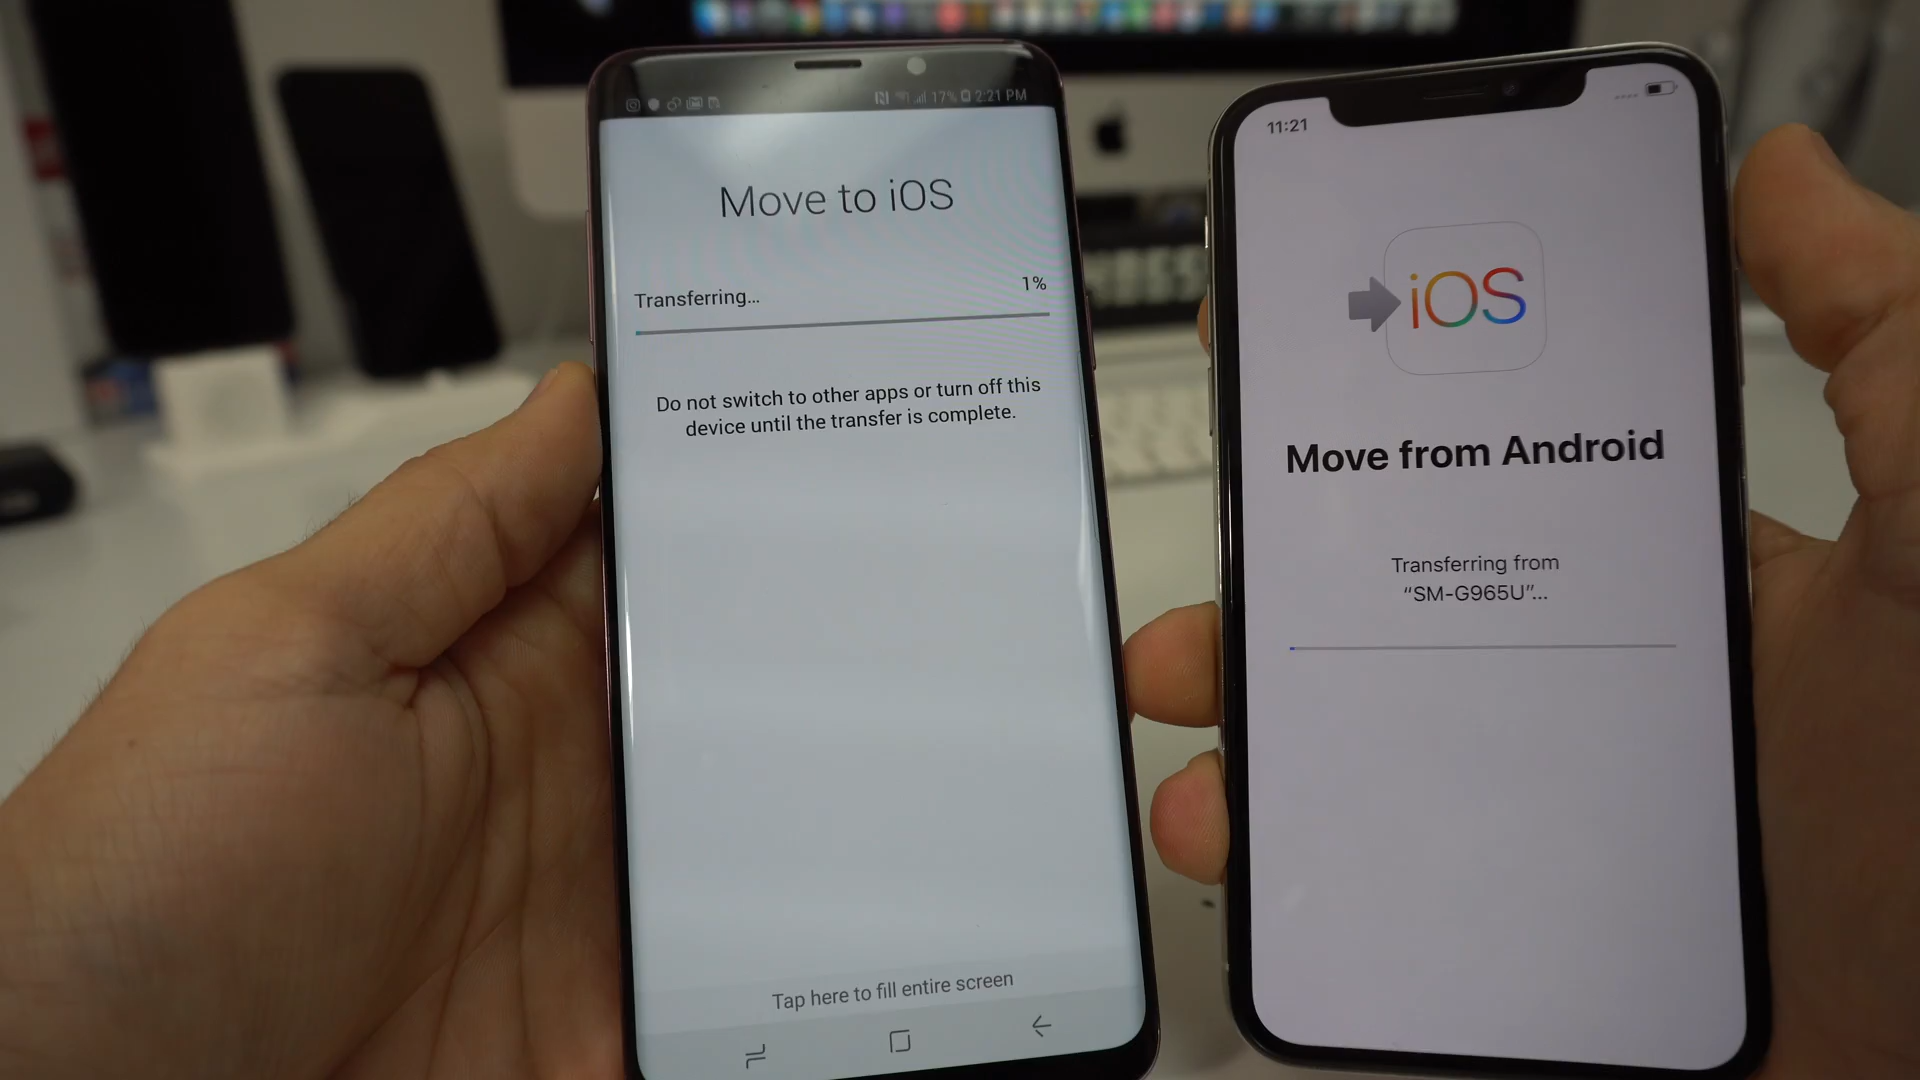 17% 2:21 PM
Move to iOS
Transferring... 1%
Do not switch to other apps or turn off this
device until the transfer is complete.
Tap here to fill entire screen
11:21
iOS
Move from Android
Transferring from
“SM-G965U”...